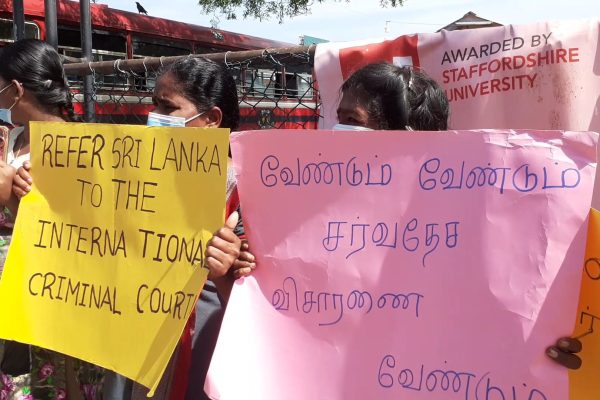 AWARDED BY
STAFFORDSHIRE
UNIVERSITY
REFER SRI LANKA
TO THE
INTERNATIONAL
CRIMINAL COURT
வேண்டும் வேண்டும்
சர்வதேச
விசாரணை
வேண்டும்